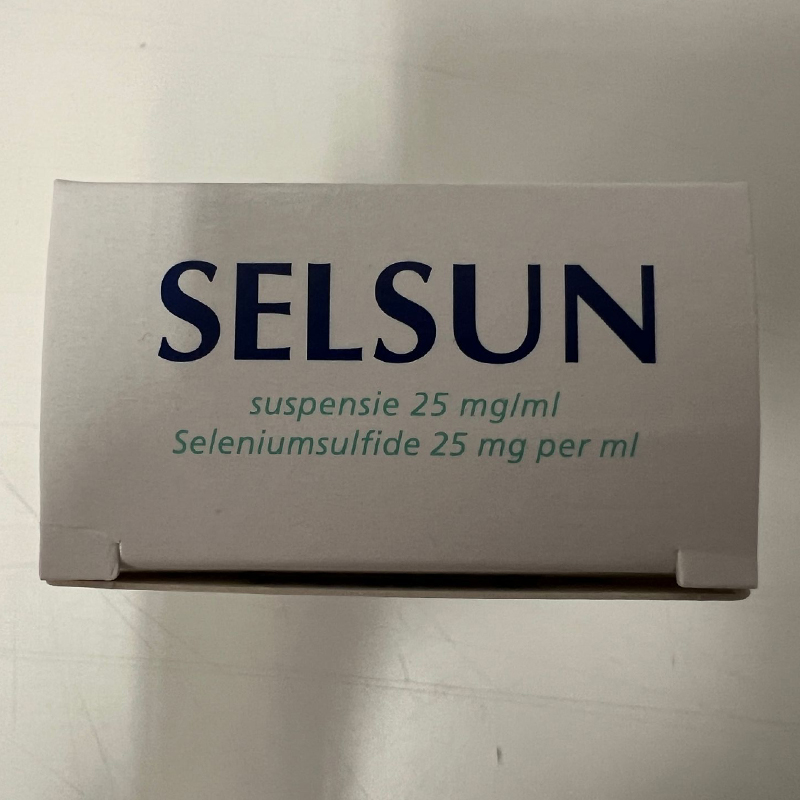 SELSUN
suspensie 25 mg/ml
Seleniumsulfide 25 mg per ml